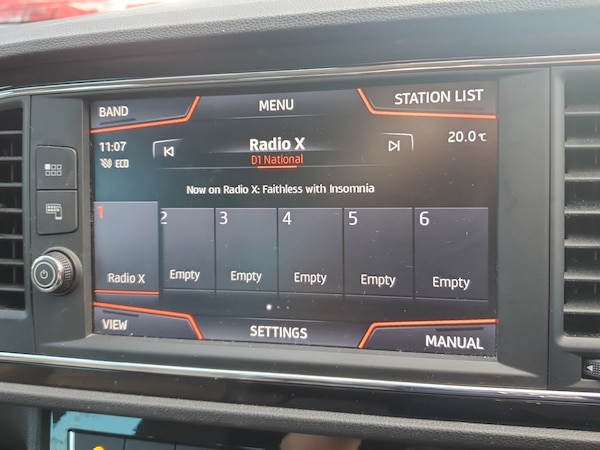 BAND
MENU
STATION LIST
11:07
Radio X
20.0 °C
ECO
D1 National
Now on Radio X: Faithless with Insomnia
1
2
3
4
5
6
Radio X
Empty
Empty
Empty
Empty
Empty
VIEW
SETTINGS
MANUAL